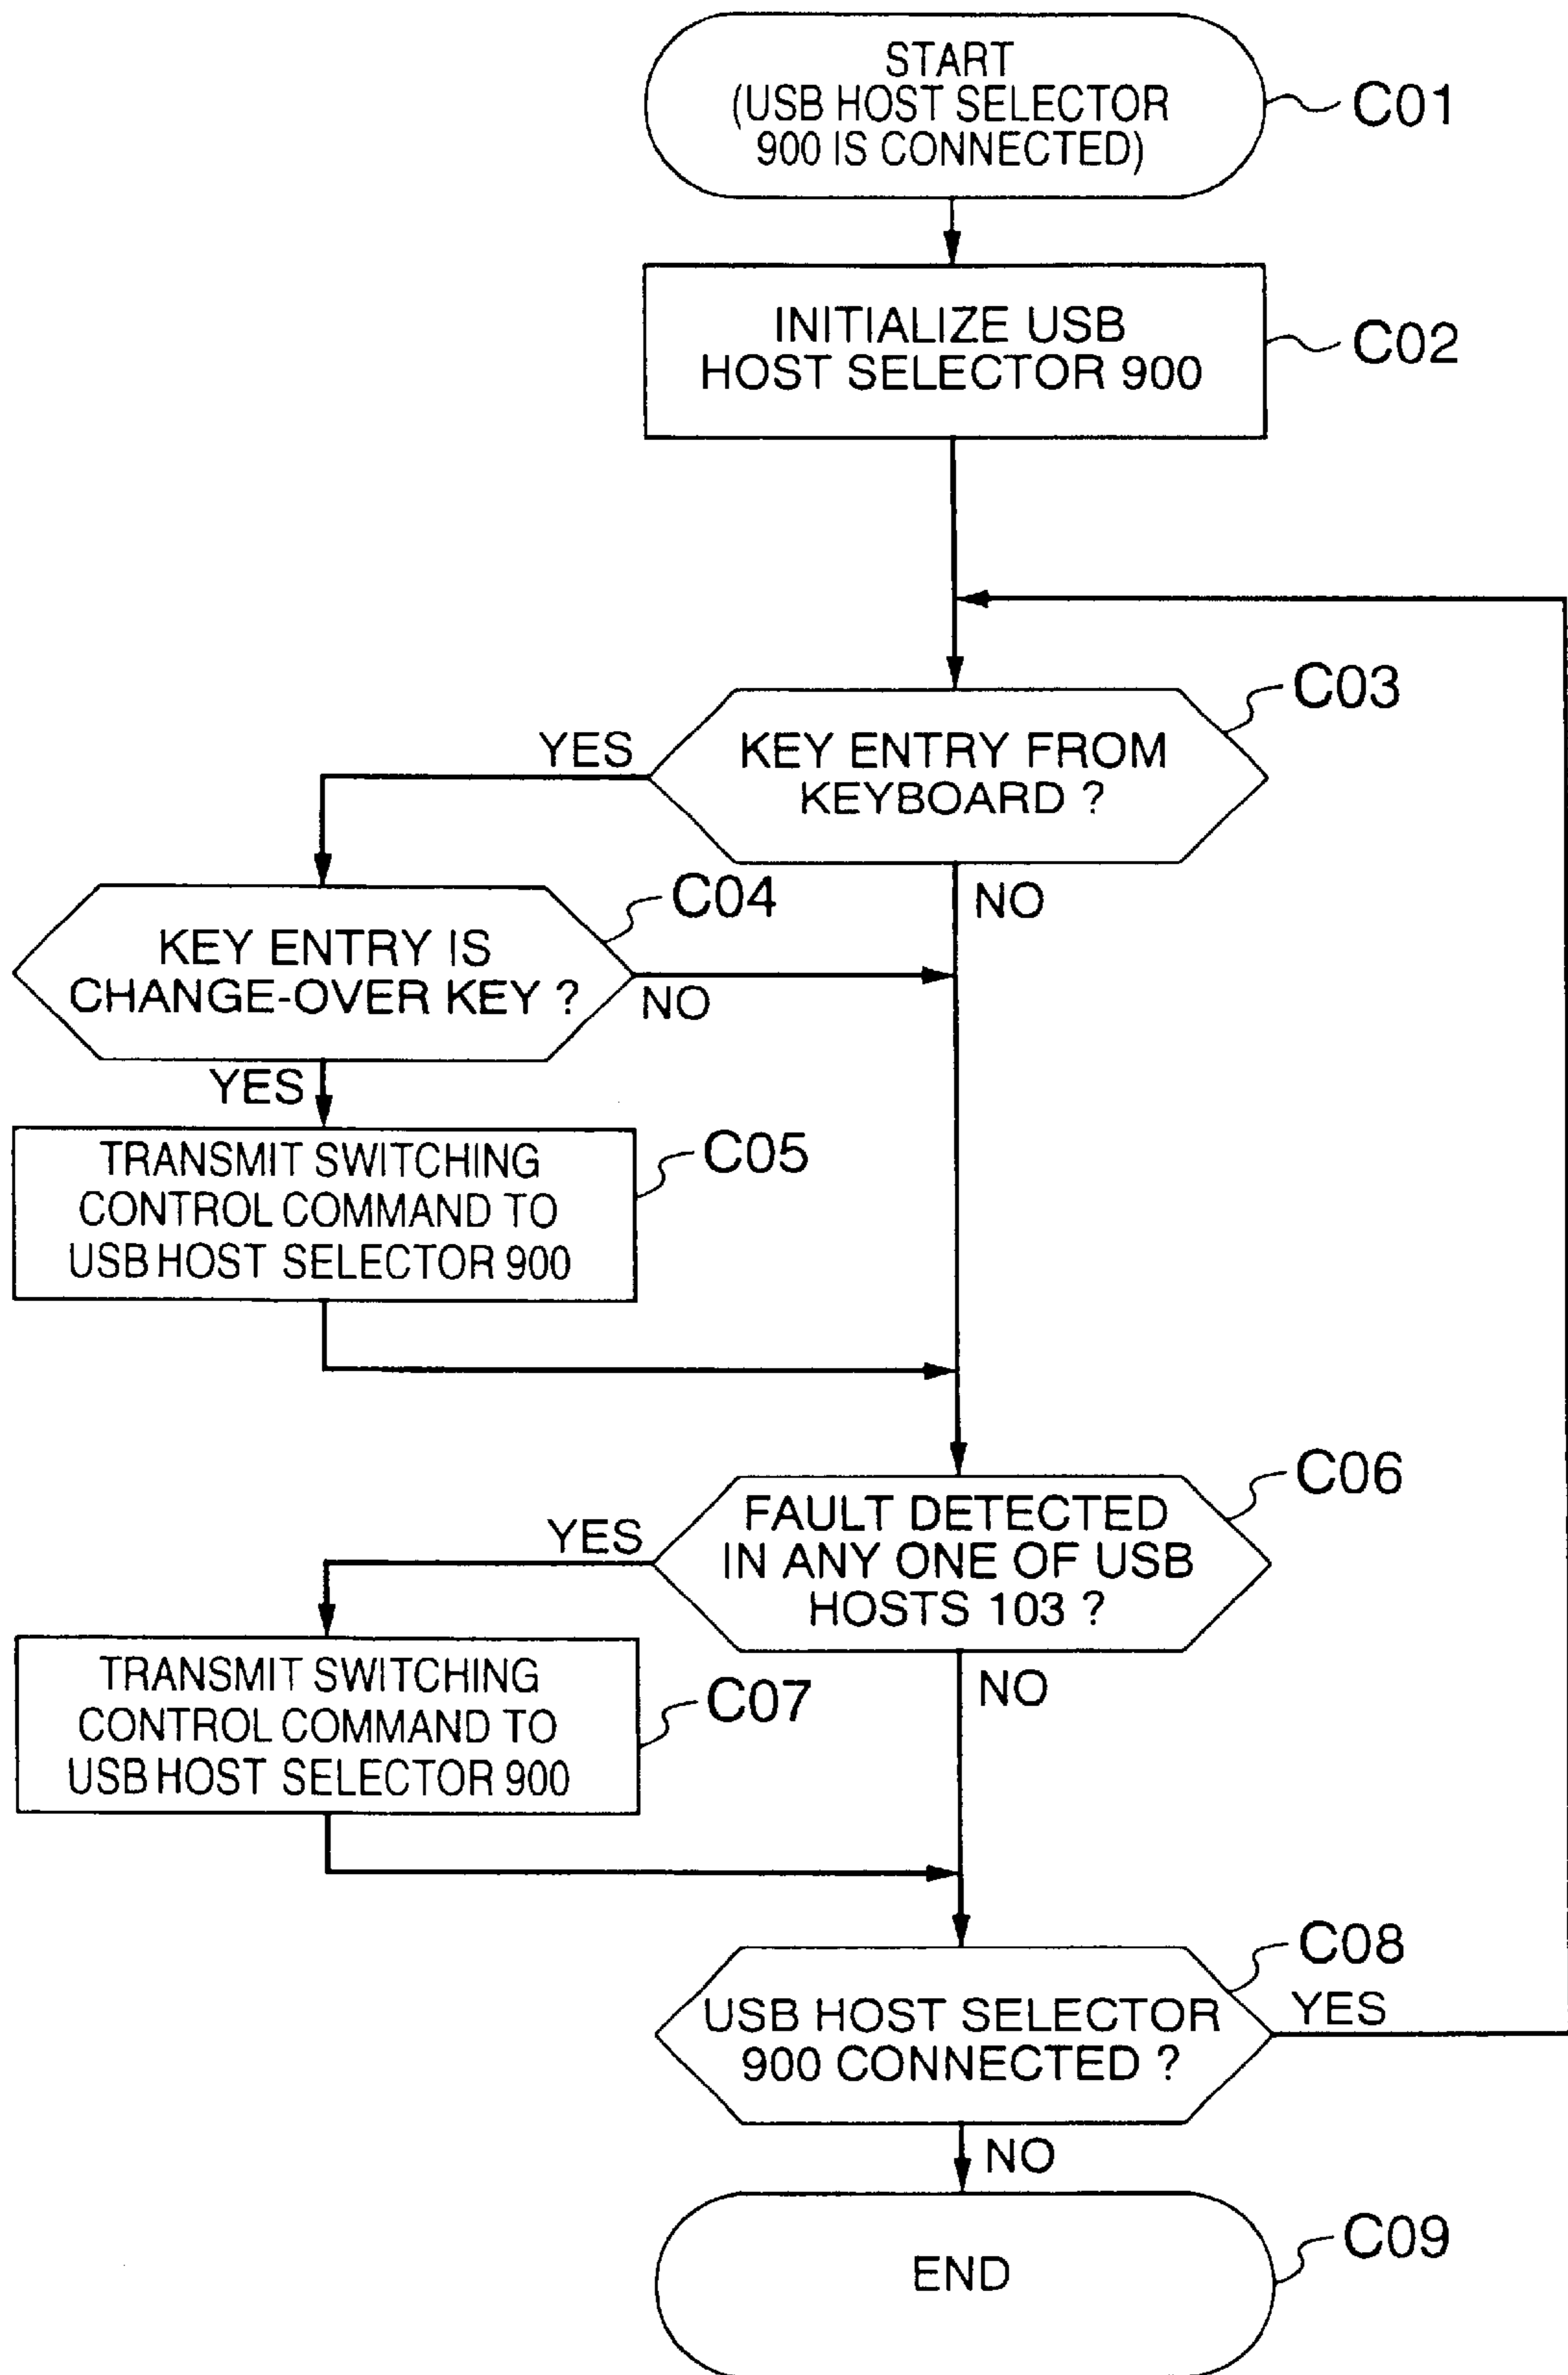 START
(USB HOST SELECTOR
900 IS CONNECTED)
C01
INITIALIZE USB
HOST SELECTOR 900
C02
KEY ENTRY FROM
KEYBOARD ?
C03
YES
NO
KEY ENTRY IS
CHANGE-OVER KEY ?
C04
NO
YES
TRANSMIT SWITCHING
CONTROL COMMAND TO
USB HOST SELECTOR 900
C05
FAULT DETECTED
IN ANY ONE OF USB
HOSTS 103 ?
C06
YES
NO
TRANSMIT SWITCHING
CONTROL COMMAND TO
USB HOST SELECTOR 900
C07
USB HOST SELECTOR
900 CONNECTED ?
C08
YES
NO
END
C09